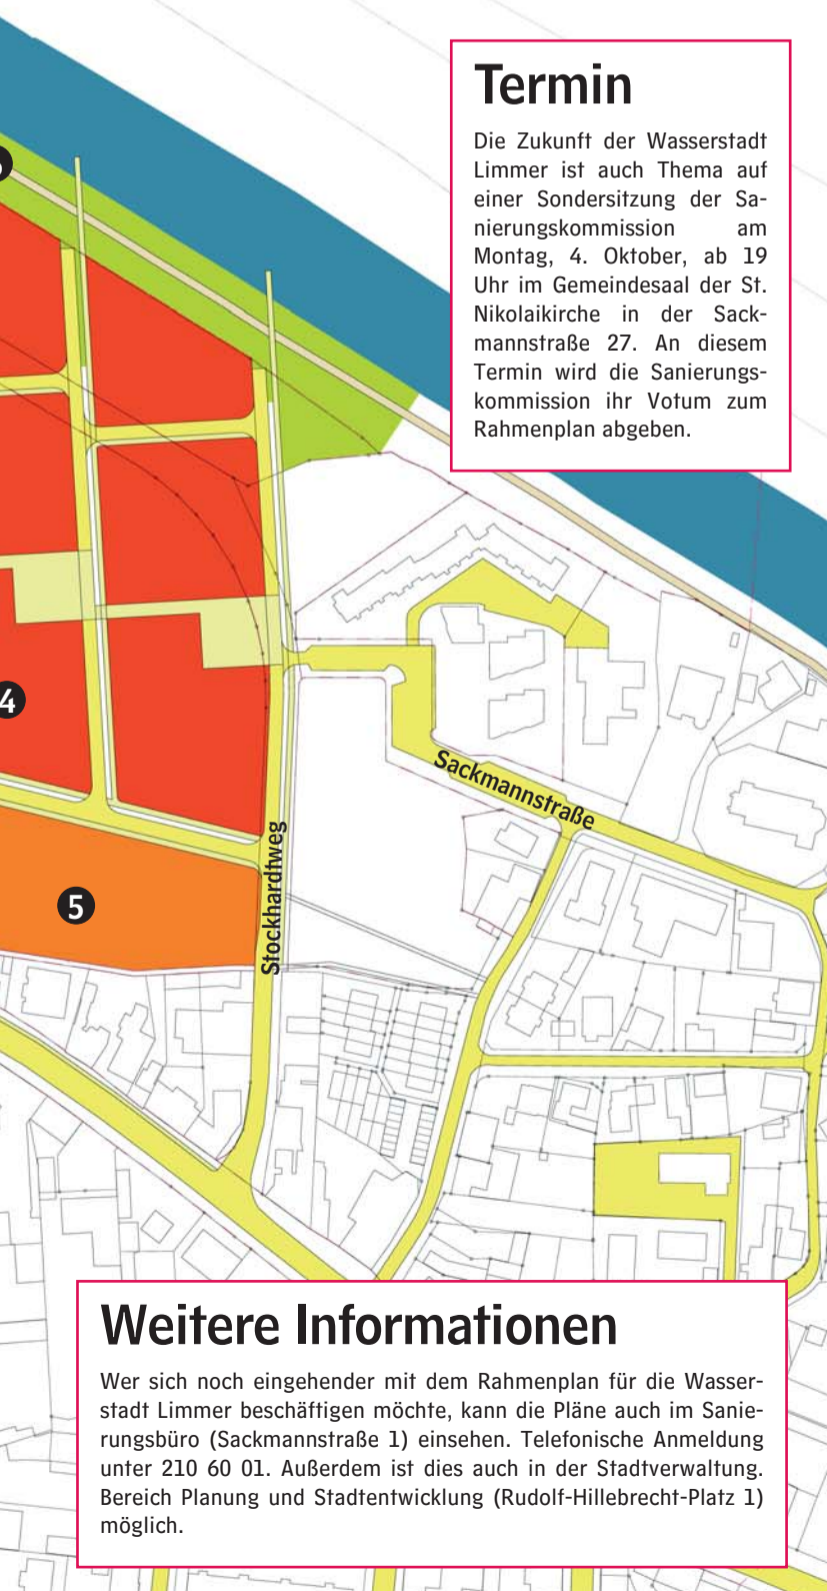 Termin
Die Zukunft der Wasserstadt
Limmer ist auch Thema auf
einer Sondersitzung der Sa-
nierungskommission am
Montag, 4. Oktober, ab 19
Uhr im Gemeindesaal der St.
Nikolaikirche in der Sack-
mannstraße 27. An diesem
Termin wird die Sanierungs-
kommission ihr Votum zum
Rahmenplan abgeben.
4
Sackmannstraße
Stockhardtweg
5
Weitere Informationen
Wer sich noch eingehender mit dem Rahmenplan für die Wasser-
stadt Limmer beschäftigen möchte, kann die Pläne auch im Sanie-
rungsbüro (Sackmannstraße 1) einsehen. Telefonische Anmeldung
unter 210 60 01. Außerdem ist dies auch in der Stadtverwaltung.
Bereich Planung und Stadtentwicklung (Rudolf-Hillebrecht-Platz 1)
möglich.